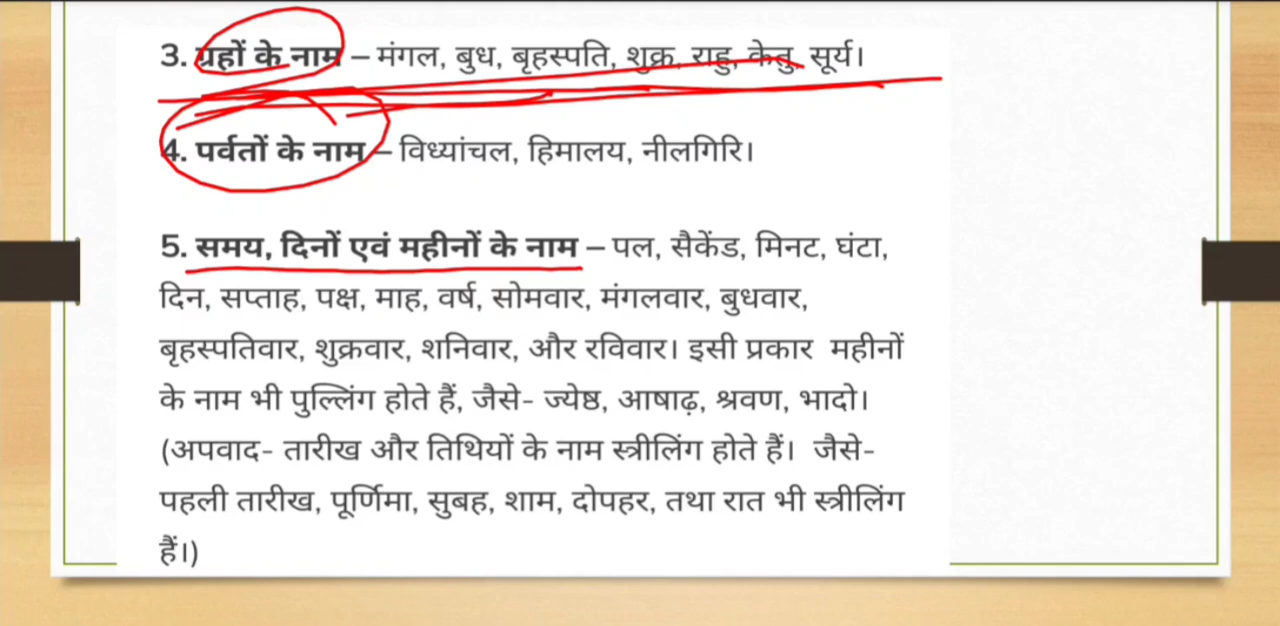 3. ग्रहों के नाम – मंगल, बुध, बृहस्पति, शुक्र, राहु, केतु, सूर्य।
4. पर्वतों के नाम – विध्यांचल, हिमालय, नीलगिरि।
5. समय, दिनों एवं महीनों के नाम – पल, सैकेंड, मिनट, घंटा,
दिन, सप्ताह, पक्ष, माह, वर्ष, सोमवार, मंगलवार, बुधवार,
बृहस्पतिवार, शुक्रवार, शनिवार, और रविवार। इसी प्रकार महीनों
के नाम भी पुल्लिंग होते हैं, जैसे- ज्येष्ठ, आषाढ़, श्रवण, भादो।
(अपवाद- तारीख और तिथियों के नाम स्त्रीलिंग होते हैं। जैसे-
पहली तारीख, पूर्णिमा, सुबह, शाम, दोपहर, तथा रात भी स्त्रीलिंग
हैं।)